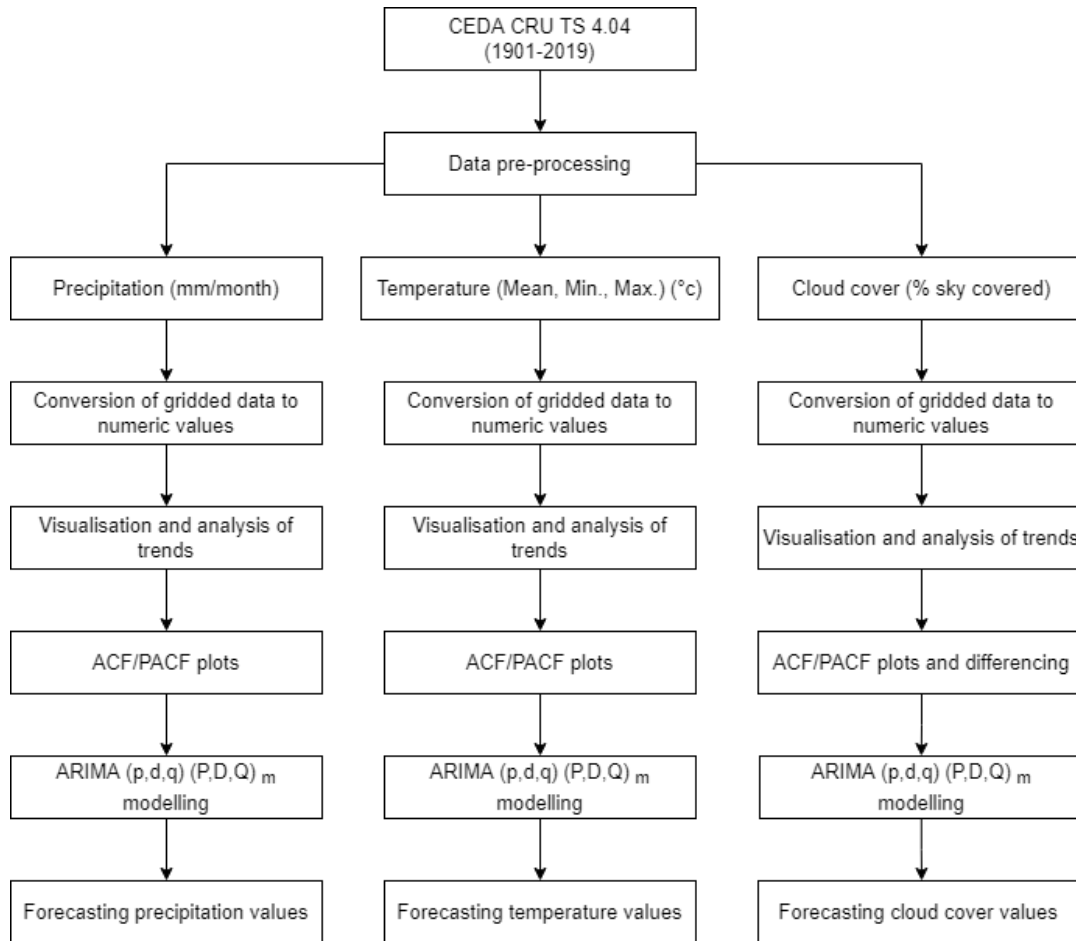 CEDA CRU TS 4.04
(1901-2019)
Data pre-processing
Precipitation (mm/month)
Temperature (Mean, Min., Max.) (°c)
Cloud cover (% sky covered)
Conversion of gridded data to
numeric values
Conversion of gridded data to
numeric values
Conversion of gridded data to
numeric values
Visualisation and analysis of
trends
Visualisation and analysis of
trends
Visualisation and analysis of trends
ACF/PACF plots
ACF/PACF plots
ACF/PACF plots and differencing
ARIMA (p,d,q) (P,D,Q) m
modelling
ARIMA (p,d,q) (P,D,Q) m
modelling
ARIMA (p,d,q) (P,D,Q) m
modelling
Forecasting precipitation values
Forecasting temperature values
Forecasting cloud cover values